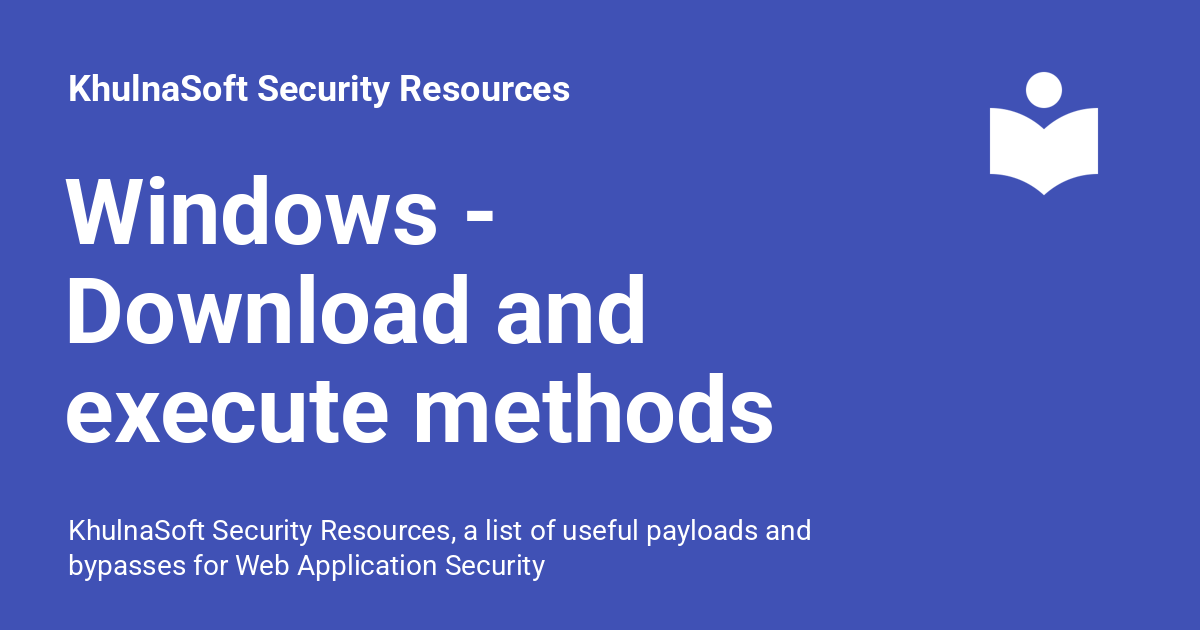 KhulnaSoft Security Resources
Windows -
Download and
execute methods
KhulnaSoft Security Resources, a list of useful payloads and
bypasses for Web Application Security